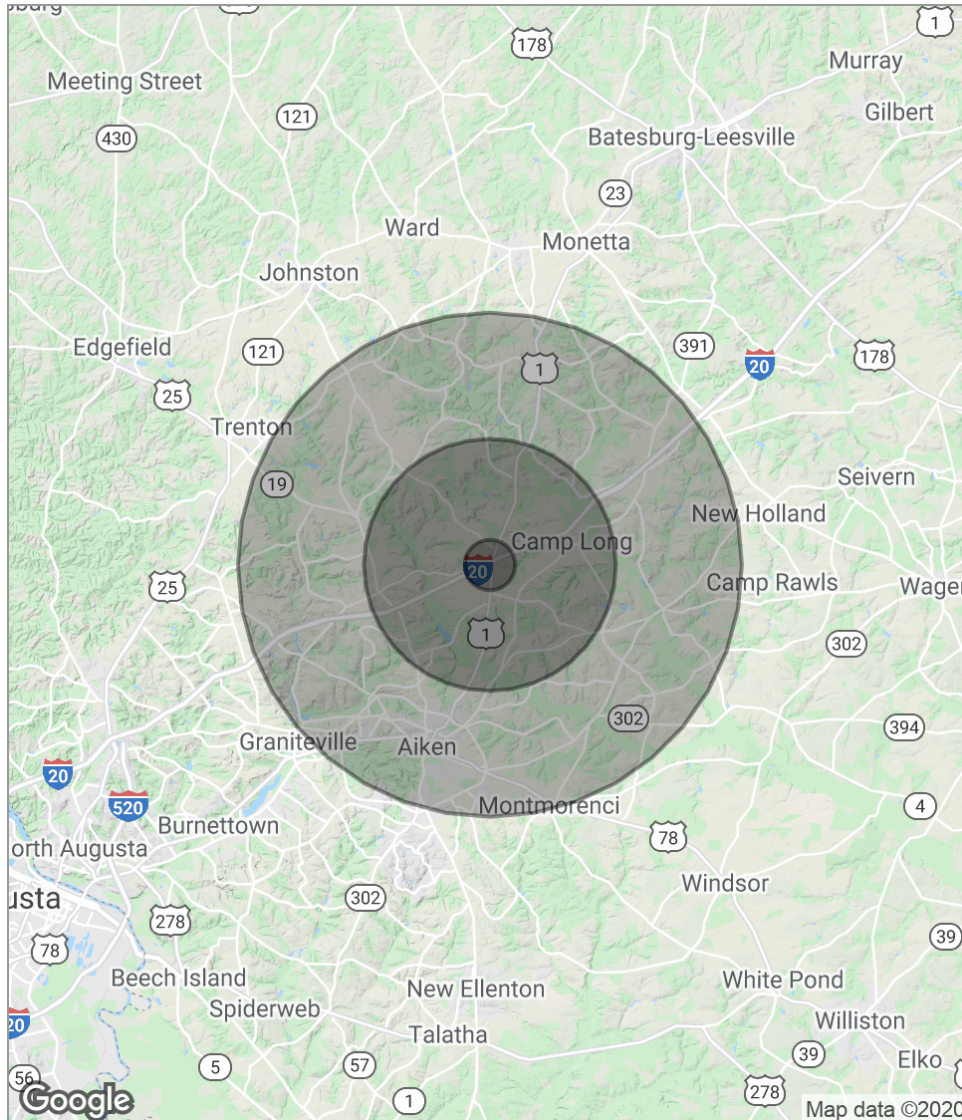 sburg
1
178
Murray
Meeting Street
Gilbert
121
430
Batesburg-Leesville
23
Ward
Monetta
Johnston
Edgefield
121
391
20
178
1
25
Trenton
19
Seivern
New Holland
Camp Long
20
25
Camp Rawls
Wagen
1
302
302
394
Graniteville
Aiken
20
520
Montmorenci
4
Burnettown
78
orth Augusta
Windsor
usta
302
278
39
78
Beech Island
New Ellenton
White Pond
Spiderweb
20
Talatha
Williston
39
Elko
5
57
56
278
1
Google
Map data ©2020